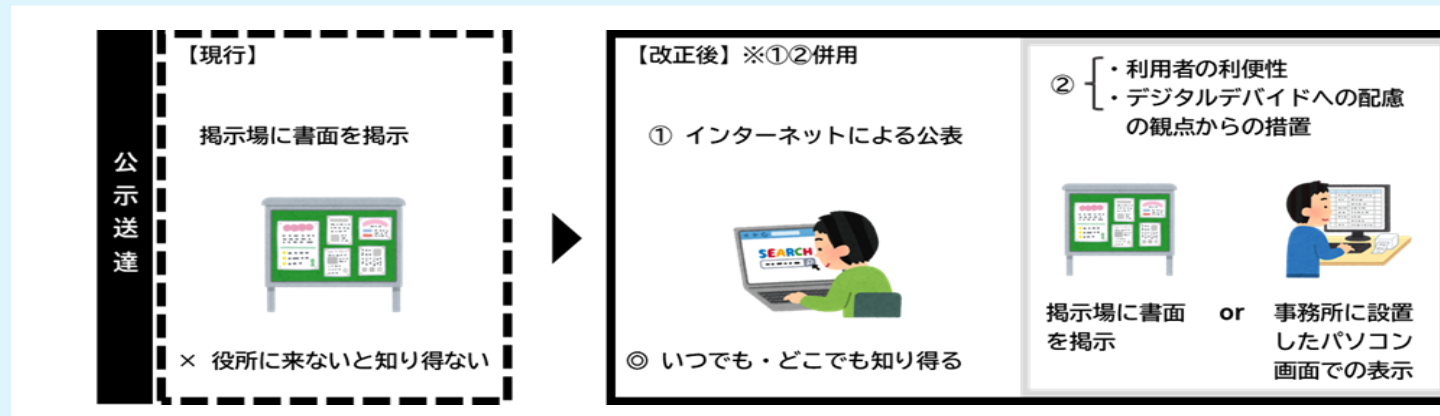 公示送達
【現行】
掲示場に書面を掲示
× 役所に来ないと知り得ない
【改正後】※①②併用
① インターネットによる公表
SEARCH
◎ いつでも・どこでも知り得る
② ・利用者の利便性
・デジタルデバイドへの配慮
の観点からの措置
掲示場に書面
を掲示
or
事務所に設置
したパソコン
画面での表示